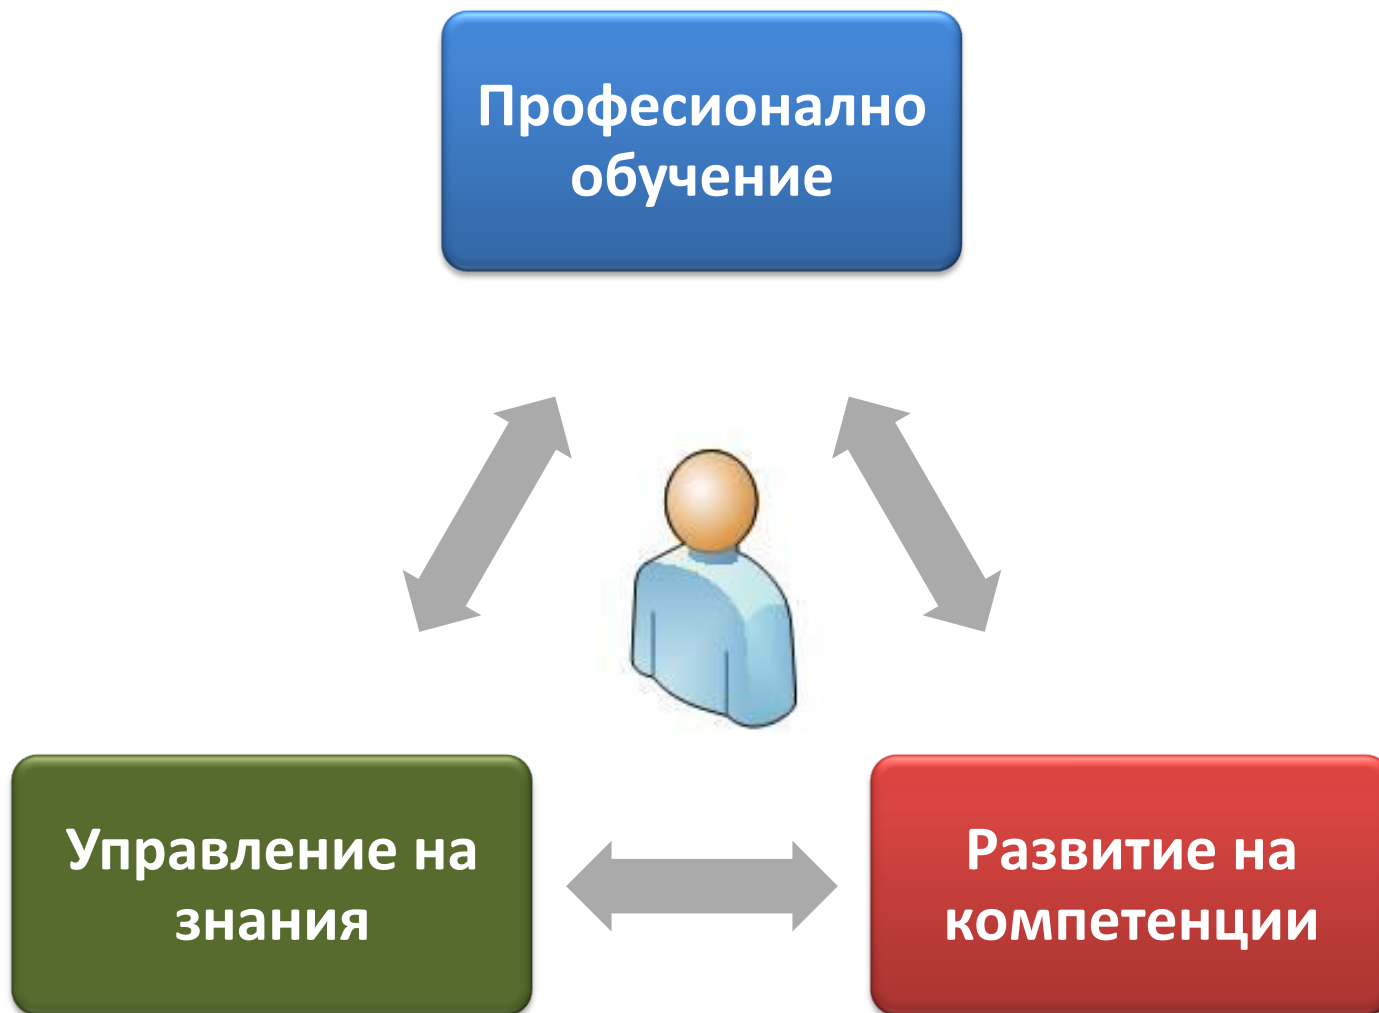 Професионално
обучение
Управление на
знания
Развитие на
компетенции